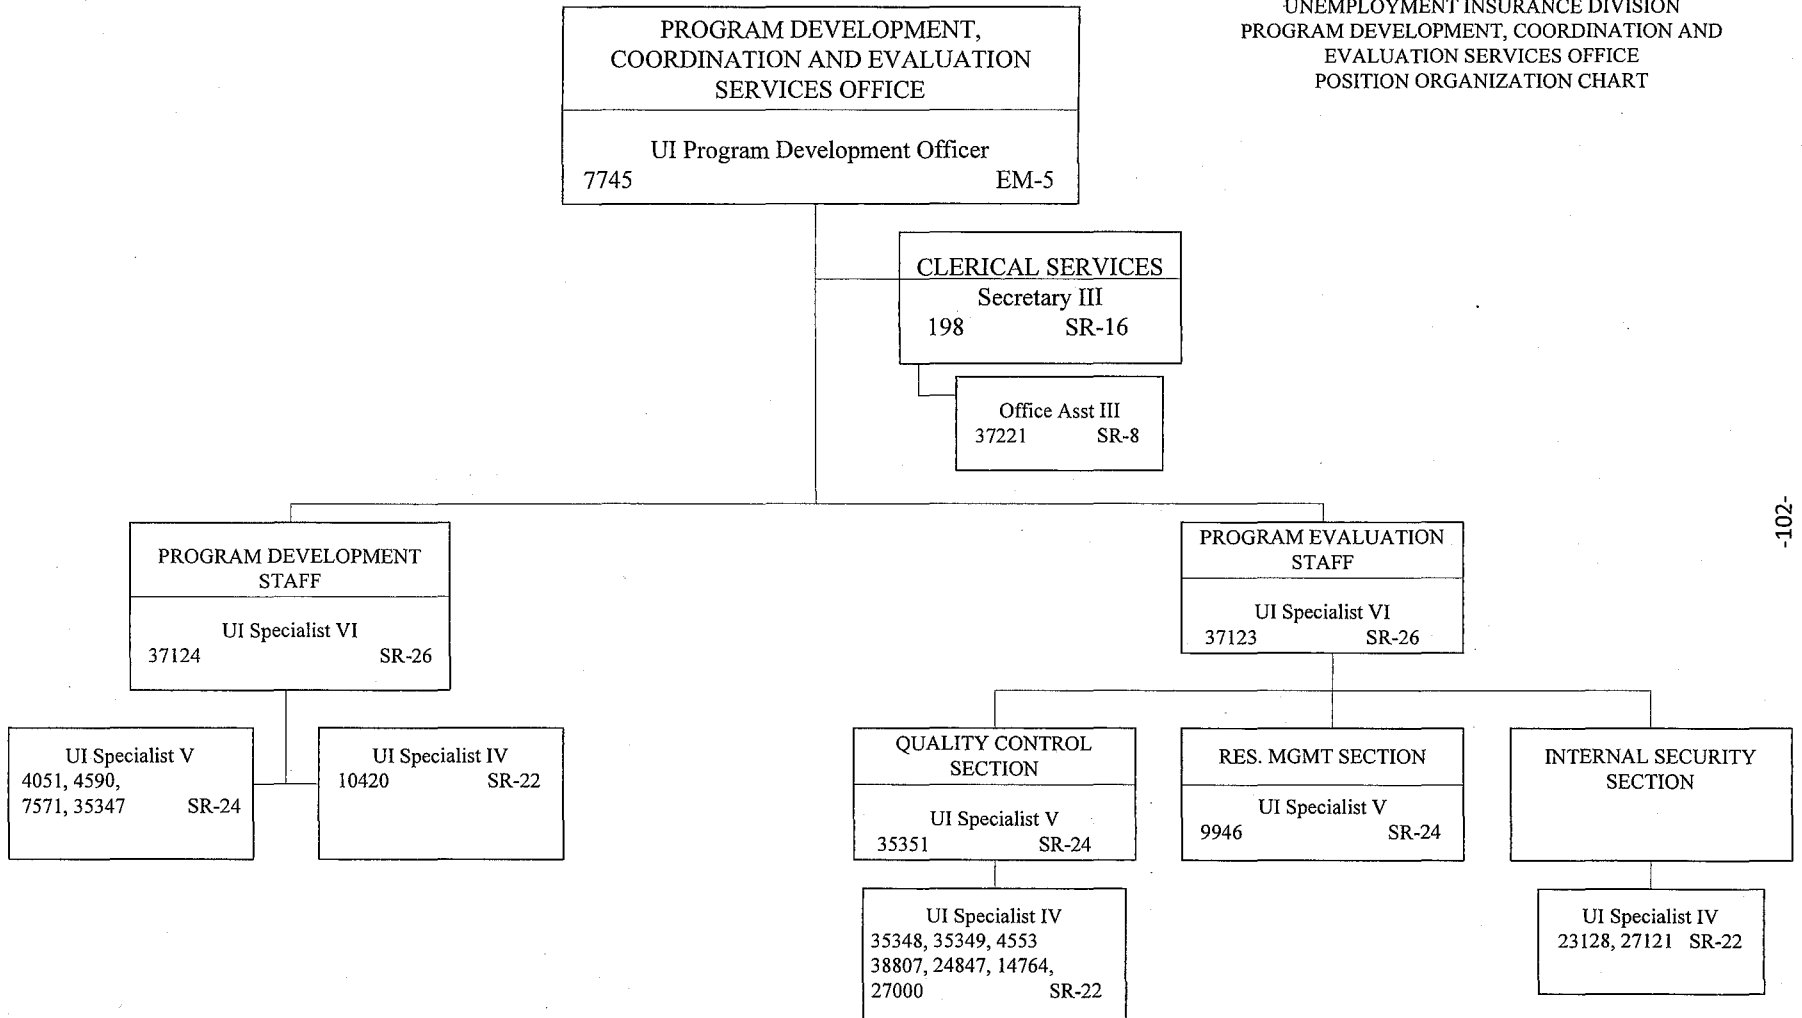 UNEMPLOYMENT INSURANCE DIVISION
PROGRAM DEVELOPMENT, COORDINATION AND
EVALUATION SERVICES OFFICE
POSITION ORGANIZATION CHART
PROGRAM DEVELOPMENT,
COORDINATION AND EVALUATION
SERVICES OFFICE
UI Program Development Officer
7745 EM-5
CLERICAL SERVICES
Secretary III
198 SR-16
Office Asst III
37221 SR-8
-102-
PROGRAM DEVELOPMENT
STAFF
UI Specialist VI
37124 SR-26
PROGRAM EVALUATION
STAFF
UI Specialist VI
37123 SR-26
UI Specialist V
4051, 4590,
7571, 35347 SR-24
UI Specialist IV
10420 SR-22
QUALITY CONTROL
SECTION
UI Specialist V
35351 SR-24
RES. MGMT SECTION
UI Specialist V
9946 SR-24
INTERNAL SECURITY
SECTION
UI Specialist IV
35348, 35349, 4553
38807, 24847, 14764,
27000 SR-22
UI Specialist IV
23128, 27121 SR-22